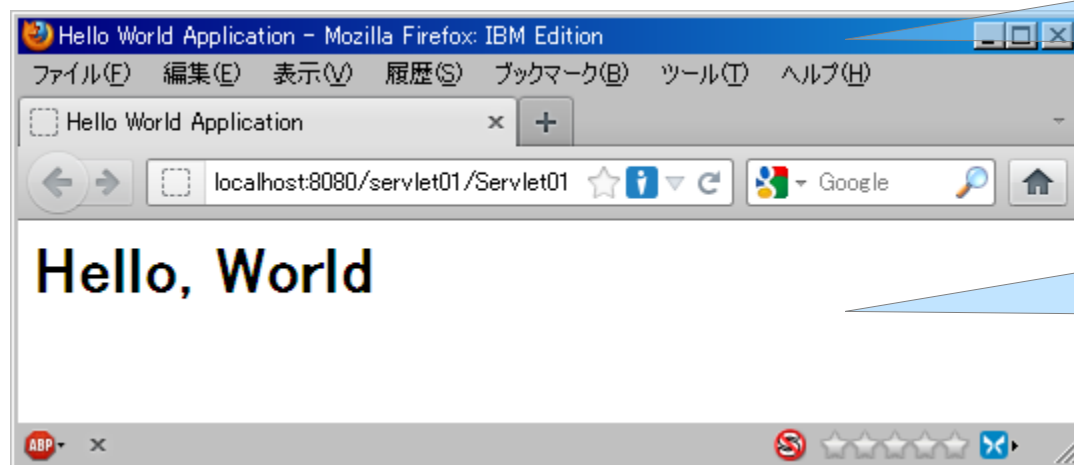 Hello World Application - Mozilla Firefox: IBM Edition
ファイル(F) 編集(E) 表示(V) 履歴(S) ブックマーク(B) ツール(T) ヘルプ(H)
Hello World Application
localhost:8080/servlet01/Servlet01 Google
Hello, World
ABP